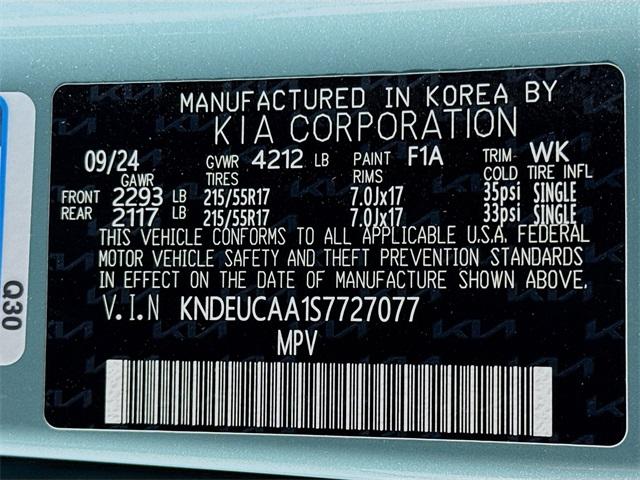 MANUFACTURED IN KOREA BY
KIA CORPORATION
09/24 GVWR 4212 LB PAINT F1A TRIM WK
GAWR TIRES RIMS COLD TIRE INFL
FRONT 2293 LB 215/55R17 7.0Jx17 35psi SINGLE
REAR 2117 LB 215/55R17 7.0Jx17 33psi SINGLE
THIS VEHICLE CONFORMS TO ALL APPLICABLE U.S.A. FEDERAL
MOTOR VEHICLE SAFETY AND THEFT PREVENTION STANDARDS
IN EFFECT ON THE DATE OF MANUFACTURE SHOWN ABOVE.
V.I.N KNDEUCAA1S7727077
MPV
Q30